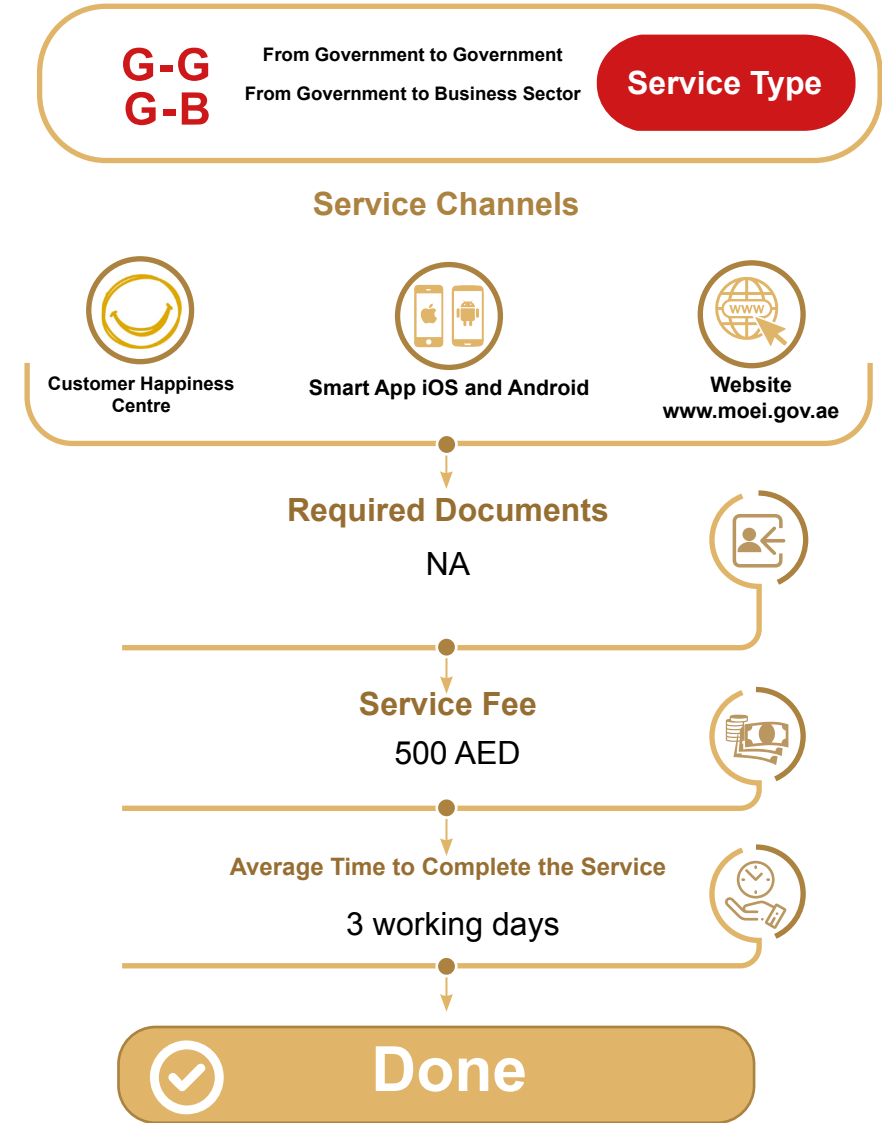 G-G
From Government to Government
G-B
From Government to Business Sector
Service Type
Service Channels
Customer Happiness
Centre
Smart App iOS and Android
WWW
Website
www.moei.gov.ae
Required Documents
NA
Service Fee
500 AED
Average Time to Complete the Service
3 working days
Done